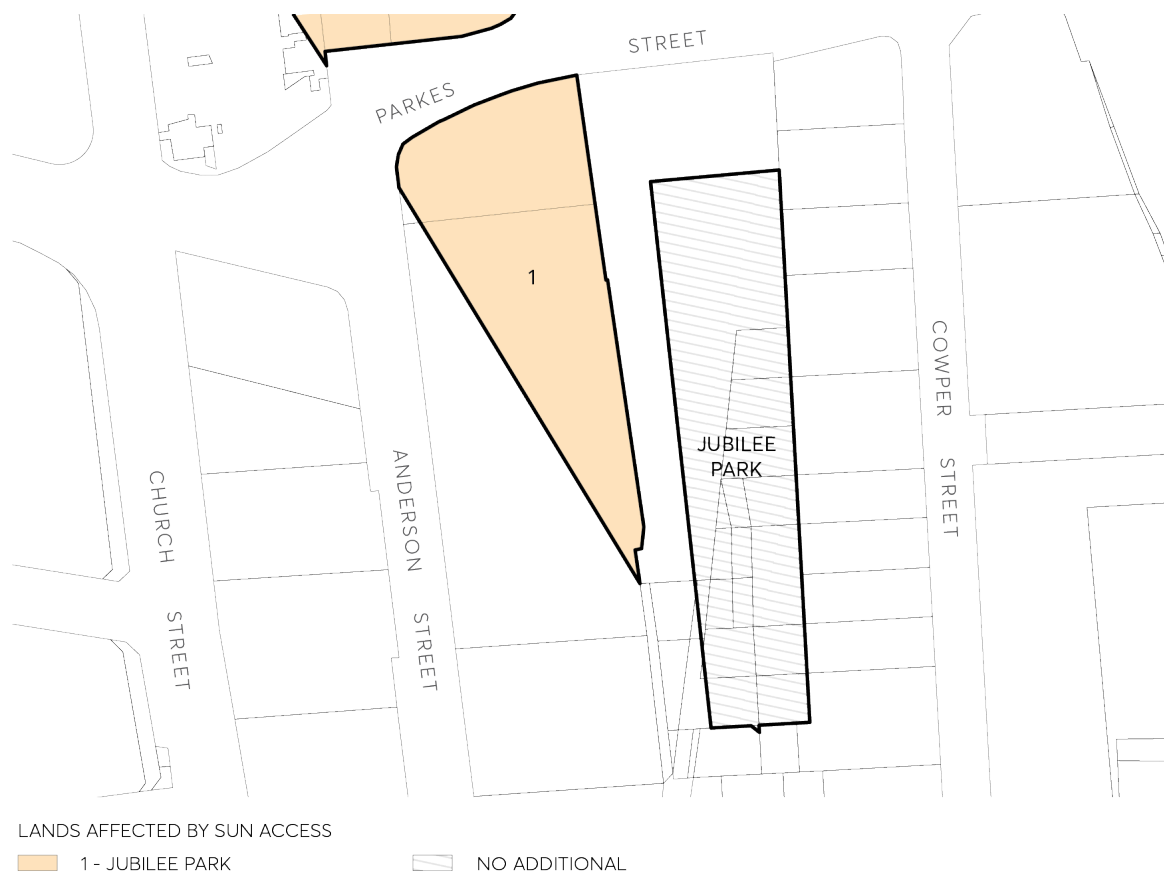 STREET
PARKES
1
COWPER
JUBILEE
PARK
ANDERSON
STREET
CHURCH
STREET
STREET
LANDS AFFECTED BY SUN ACCESS
1 - JUBILEE PARK
NO ADDITIONAL